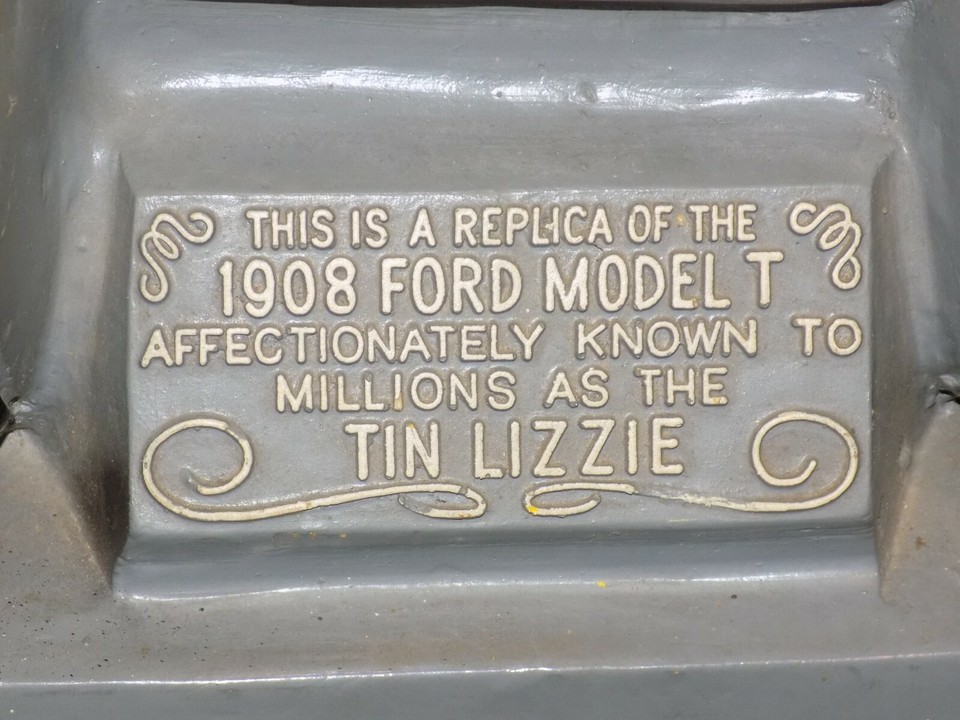 THIS IS A REPLICA OF THE
1908 FORD MODEL T
AFFECTIONATELY KNOWN TO
MILLIONS AS THE
TIN LIZZIE